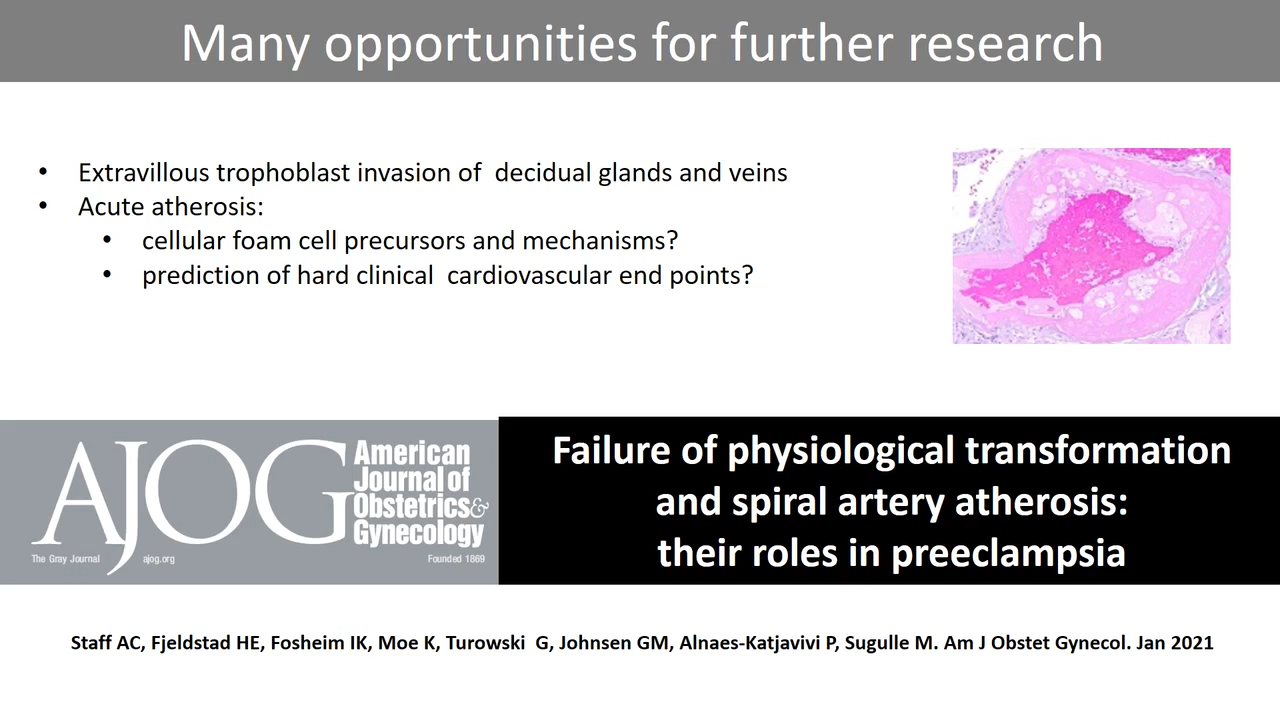 Many opportunities for further research
• Extravillous trophoblast invasion of  decidual glands and veins
• Acute atherosis:
• cellular foam cell precursors and mechanisms?
• prediction of hard clinical  cardiovascular end points?
AJOG
American
Journal of
Obstetrics&
Gynecology
The Gray Journal
ajog.org
Founded 1869
Failure of physiological transformation
and spiral artery atherosis:
their roles in preeclampsia
Staff AC, Fjeldstad HE, Fosheim IK, Moe K, Turowski  G, Johnsen GM, Alnaes-Katjavivi P, Sugulle M. Am J Obstet Gynecol. Jan 2021